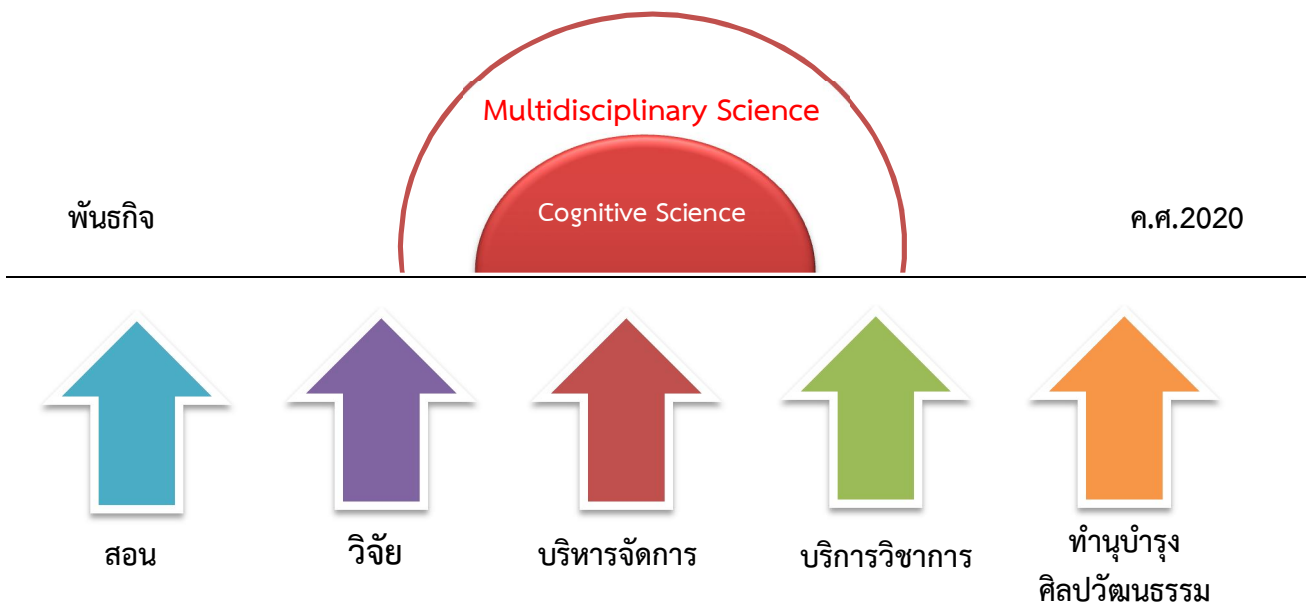 Multidisciplinary Science
Cognitive Science
พันธกิจ
ค.ศ.2020
สอน
วิจัย
บริหารจัดการ
บริการวิชาการ
ทำนุบำรุง
ศิลปวัฒนธรรม